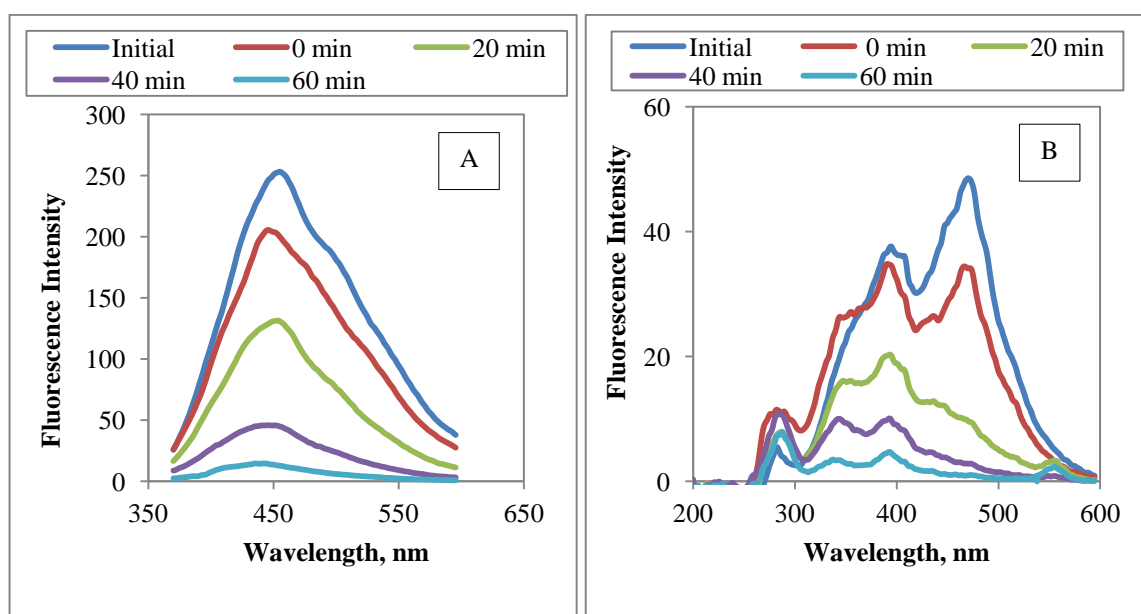 Initial 0 min 20 min
40 min 60 min
A
Fluorescence Intensity
300
250
200
150
100
50
0
350 450 550 650
Wavelength, nm
Initial 0 min 20 min
40 min 60 min
B
Fluorescence Intensity
60
40
20
0
200 300 400 500 600
Wavelength, nm